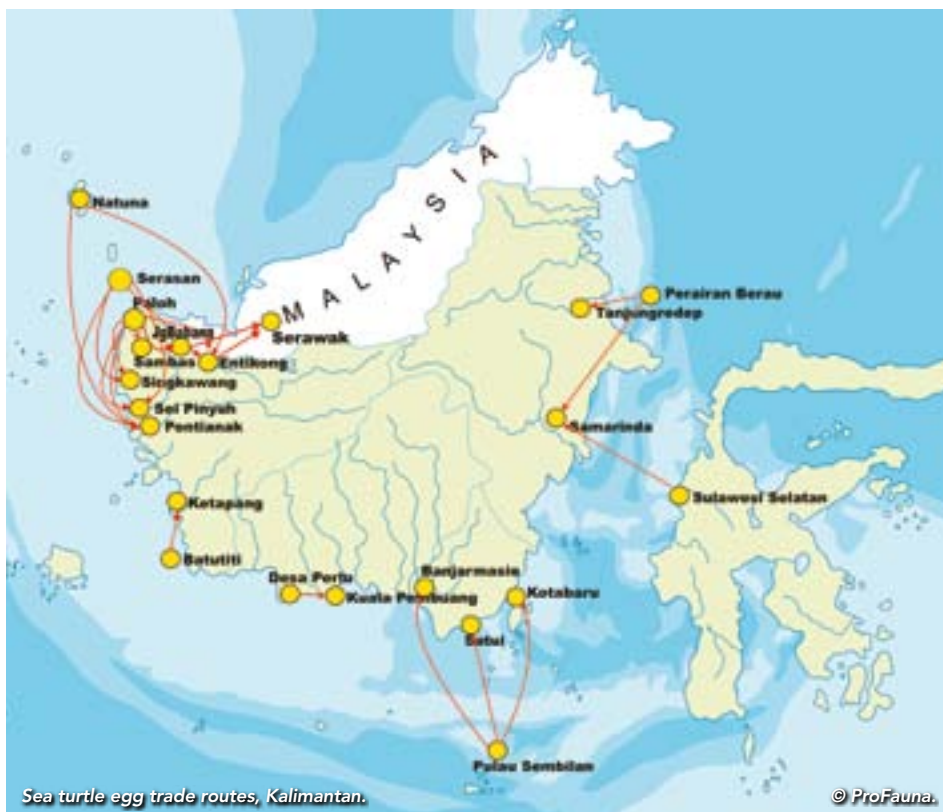 MALAYSIA
Natuna
Serasan
Paloh
Sambas
Entikong
Serawak
Singkawang
Sei Pinyuh
Pontianak
Perairan Berau
Tanjungredep
Samarinda
Sulawesi Selatan
Ketapang
Batutiti
Desa Perlu
Kuala Pembuang
Banjarmasin
Kotabaru
Satui
Pulau Sembilan
Sea turtle egg trade routes, Kalimantan.
© ProFauna.